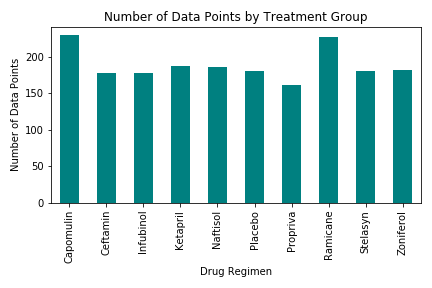 Number of Data Points by Treatment Group
Number of Data Points
200
150
100
50
0
Capomulin
Ceftamin
Infubinol
Ketapril
Naftisol
Placebo
Propriva
Ramicane
Stelasyn
Zoniferol
Drug Regimen